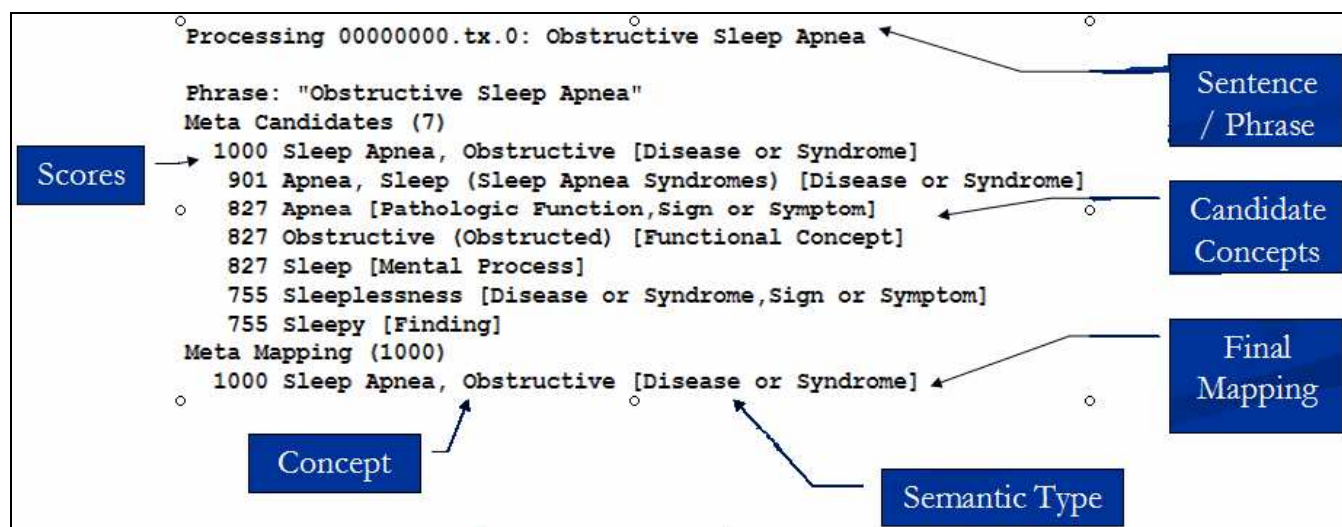 Processing 00000000.tx.0: Obstructive Sleep Apnea
Sentence
/ Phrase
Phrase: "Obstructive Sleep Apnea"
Meta Candidates (7)
Scores
1000 Sleep Apnea, Obstructive [Disease or Syndrome]
901 Apnea, Sleep (Sleep Apnea Syndromes) [Disease or Syndrome]
827 Apnea [Pathologic Function,Sign or Symptom]
827 Obstructive (Obstructed) [Functional Concept]
827 Sleep [Mental Process]
755 Sleeplessness [Disease or Syndrome,Sign or Symptom]
755 Sleepy [Finding]
Candidate
Concepts
Meta Mapping (1000)
1000 Sleep Apnea, Obstructive [Disease or Syndrome]
Final
Mapping
Concept
Semantic Type